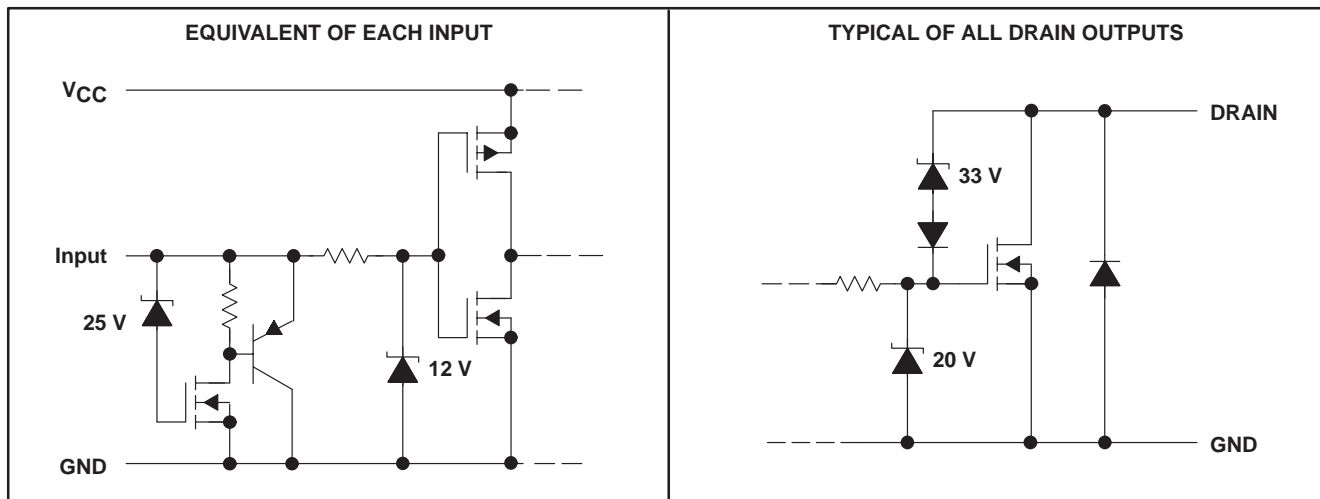 EQUIVALENT OF EACH INPUT
VCC
Input
25 V
12 V
GND
TYPICAL OF ALL DRAIN OUTPUTS
DRAIN
33 V
20 V
GND